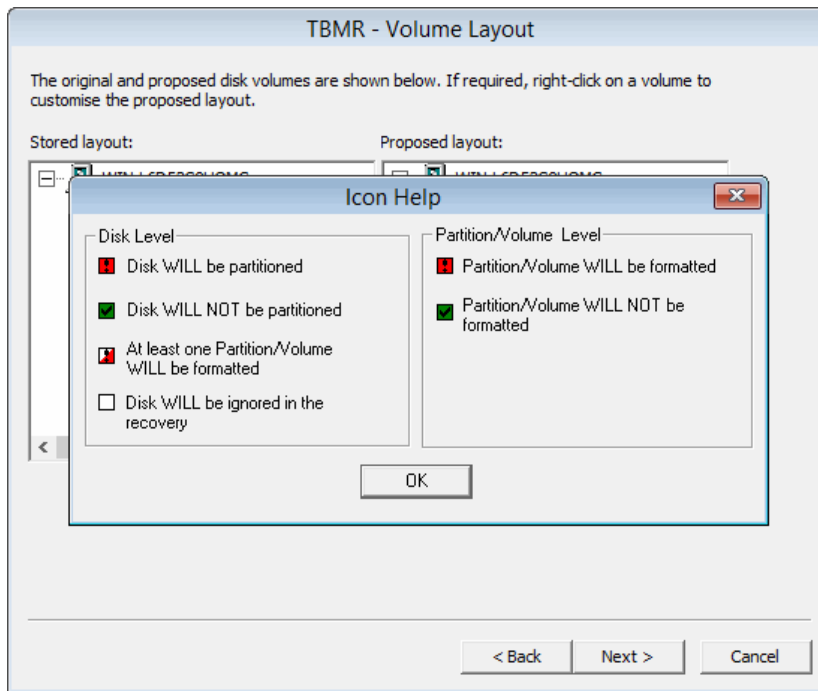 TBMR - Volume Layout
The original and proposed disk volumes are shown below. If required, right-click on a volume to
customise the proposed layout.
Stored layout:
Proposed layout:
Icon Help
Disk Level
Disk WILL be partitioned
Disk WILL NOT be partitioned
At least one Partition/Volume
WILL be formatted
Disk WILL be ignored in the
recovery
Partition/Volume Level
Partition/Volume WILL be formatted
Partition/Volume WILL NOT be
formatted
OK
< Back
Next >
Cancel